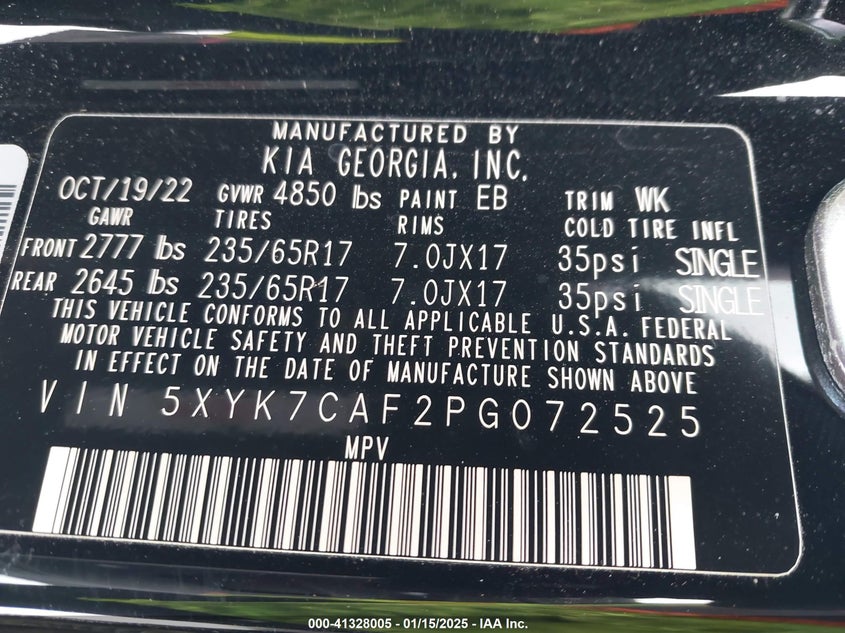 MANUFACTURED BY
KIA GEORGIA, INC.
OCT/19/22 GVWR 4850 lbs PAINT EB TRIM WK
GAWR TIRES RIMS COLD TIRE INFL
FRONT 2777 lbs 235/65R17 7.0JX17 35psi SINGLE
REAR 2645 lbs 235/65R17 7.0JX17 35psi SINGLE
THIS VEHICLE CONFORMS TO ALL APPLICABLE U.S.A. FEDERAL
MOTOR VEHICLE SAFETY AND THEFT PREVENTION STANDARDS
IN EFFECT ON THE DATE OF MANUFACTURE SHOWN ABOVE
VIN 5XYK7CAF2PG072525
MPV
000-41328005 - 01/15/2025 - IAA Inc.